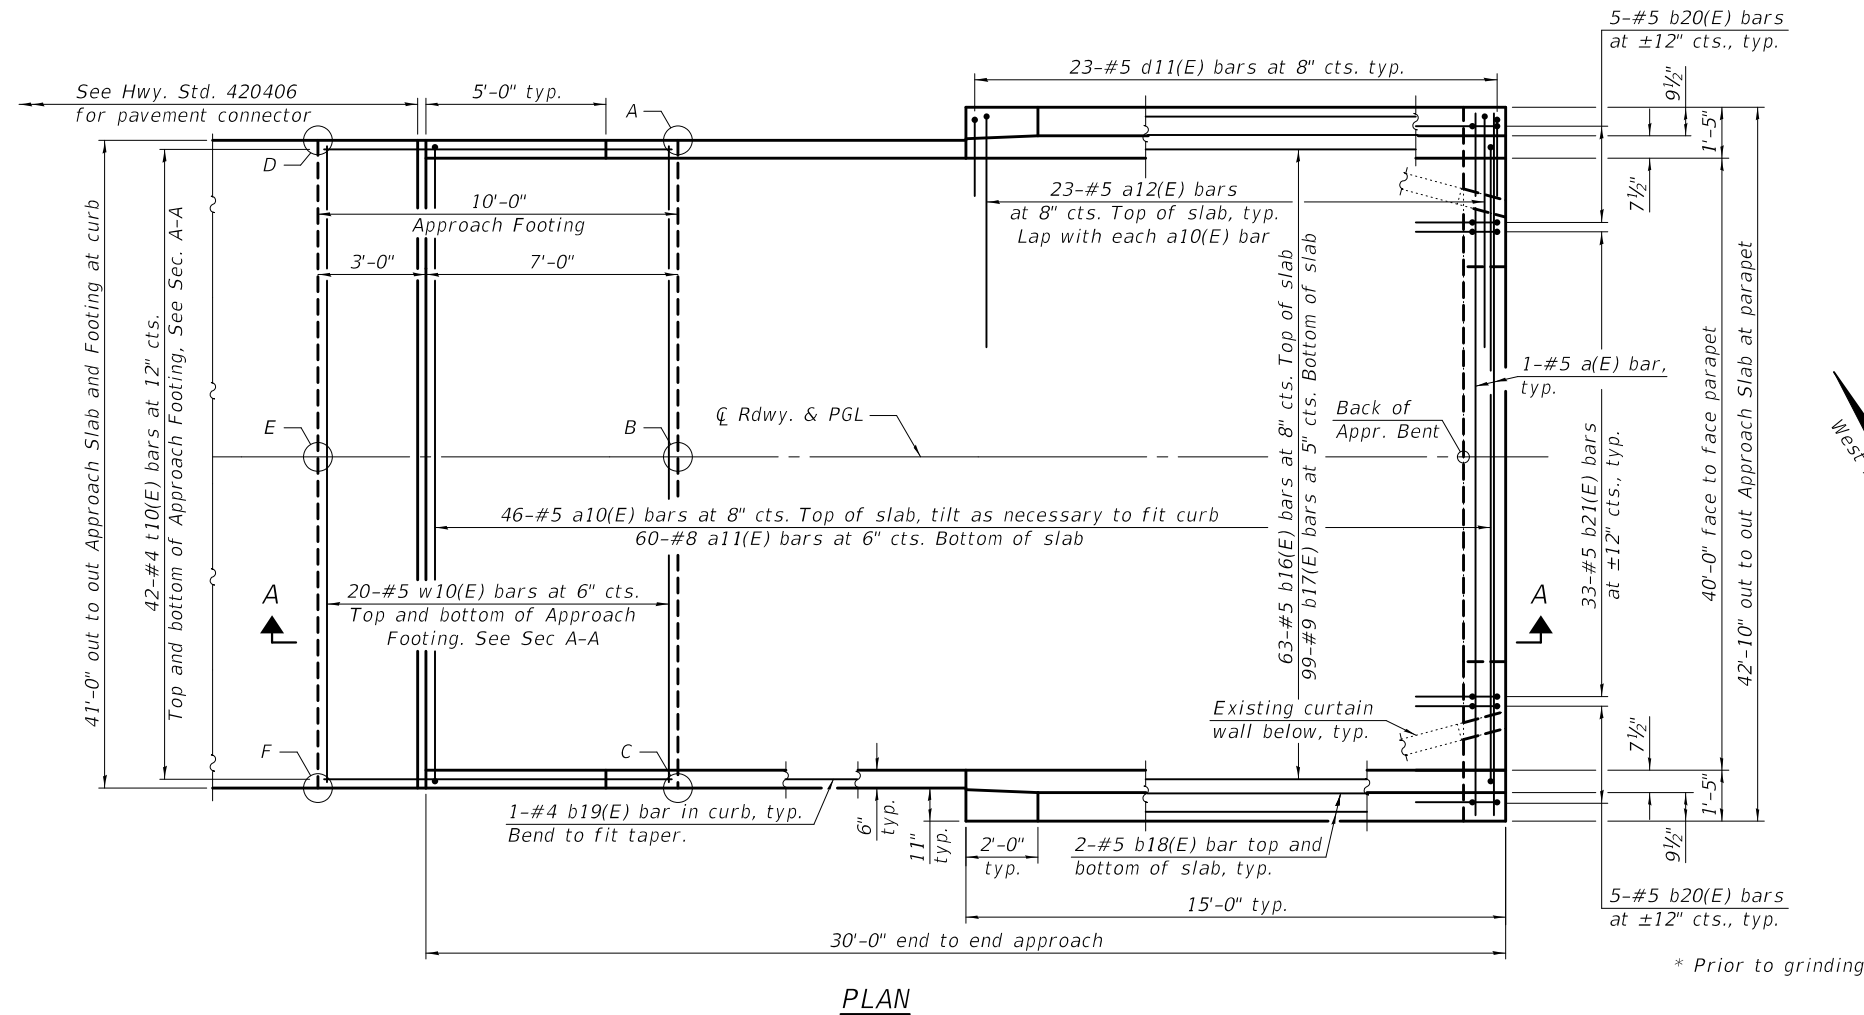 5-#5 b20(E) bars
at ±12" cts., typ.
23-#5 d11(E) bars at 8" cts. typ.
See Hwy. Std. 420406
for pavement connector
5'-0" typ.
A
9½"
1'-5"
7½"
D
10'-0"
Approach Footing
23-#5 a12(E) bars
at 8" cts. Top of slab, typ.
Lap with each a10(E) bar
3'-0"
7'-0"
41'-0" out to out Approach Slab and Footing at curb
42-#4 t10(E) bars at 12" cts.
Top and bottom of Approach Footing, See Sec. A-A
63-#5 b16(E) bars at 8" cts. Top of slab
99-#9 b17(E) bars at 5" cts. Bottom of slab
1-#5 a(E) bar,
typ.
E
B
℄ Rdwy. & PGL
Back of
Appr. Bent
33-#5 b21(E) bars
at ±12" cts., typ.
40'-0" face to face parapet
42'-10" out to out Approach Slab at parapet
West
46-#5 a10(E) bars at 8" cts. Top of slab, tilt as necessary to fit curb
60-#8 a11(E) bars at 6" cts. Bottom of slab
A
20-#5 w10(E) bars at 6" cts.
Top and bottom of Approach
Footing. See Sec A-A
A
Existing curtain
wall below, typ.
F
C
7½"
1'-5"
9½"
1-#4 b19(E) bar in curb, typ.
Bend to fit taper.
6"
typ.
11"
typ.
2'-0"
typ.
2-#5 b18(E) bar top and
bottom of slab, typ.
15'-0" typ.
5-#5 b20(E) bars
at ±12" cts., typ.
30'-0" end to end approach
* Prior to grinding
PLAN